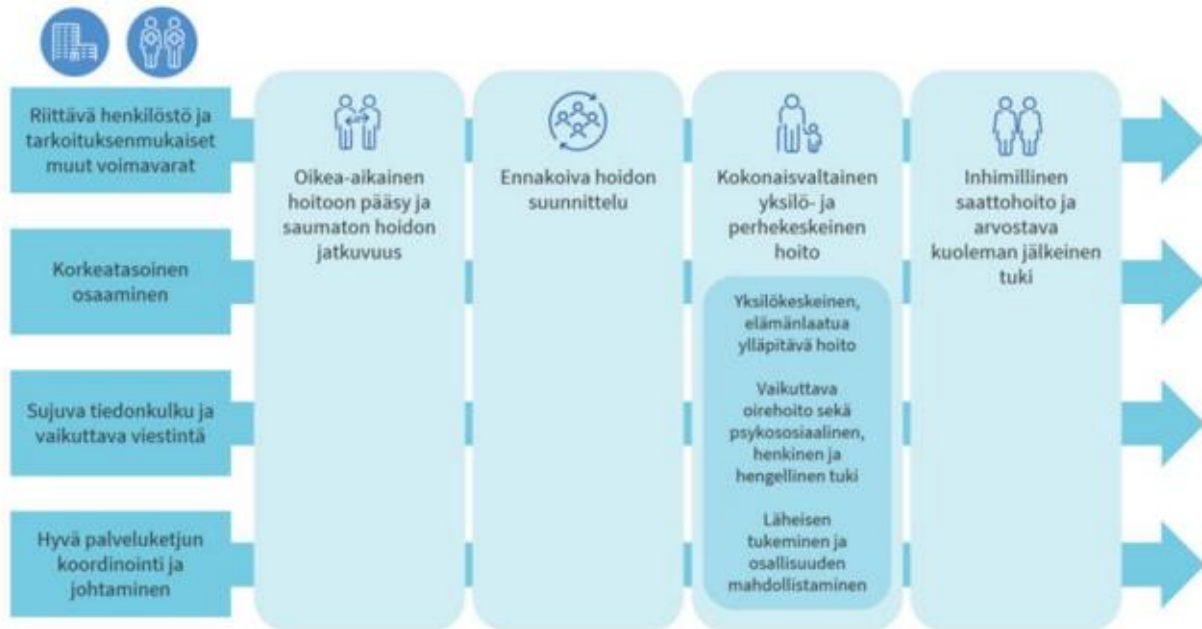 Riittävä henkilöstö ja
tarkoituksenmukaiset
muut voimavarat
Korkeatasoinen
osaaminen
Sujuva tiedonkulku ja
vaikuttava viestintä
Hyvä palveluketjun
koordinointi ja
johtaminen
Oikea-aikainen
hoitoon pääsy ja
saumaton hoidon
jatkuvuus
Ennakoiva hoidon
suunnittelu
Kokonaisvaltainen
yksilö- ja
perhekeskeinen
hoito
Yksilökeskeinen,
elämänlaatua
ylläpitävä hoito
Vaikuttava
oirehoito sekä
psykososiaalinen,
henkinen ja
hengellinen tuki
Läheisen
tukeminen ja
osallisuuden
mahdollistaminen
Inhimillinen
saattohoito ja
arvostava
kuoleman jälkeinen
tuki